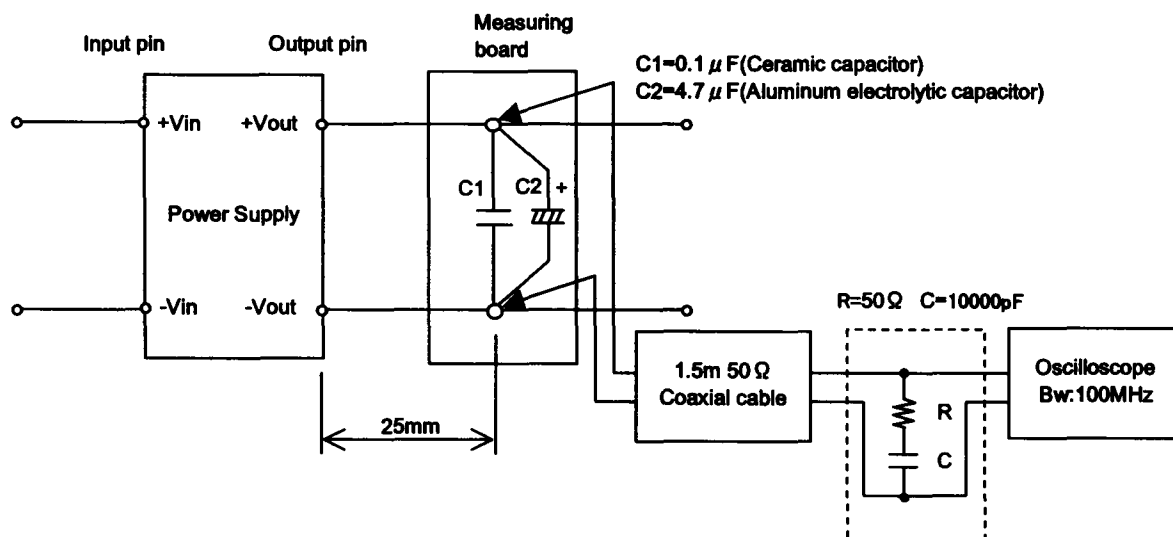 Measuring
board
Input pin
Output pin
C1=0.1μF(Ceramic capacitor)
C2=4.7μF(Aluminum electrolytic capacitor)
+Vin
+Vout
C1
C2
+
Power Supply
-Vin
-Vout
R=50Ω C=10000pF
1.5m 50Ω
Coaxial cable
Oscilloscope
Bw:100MHz
R
25mm
C